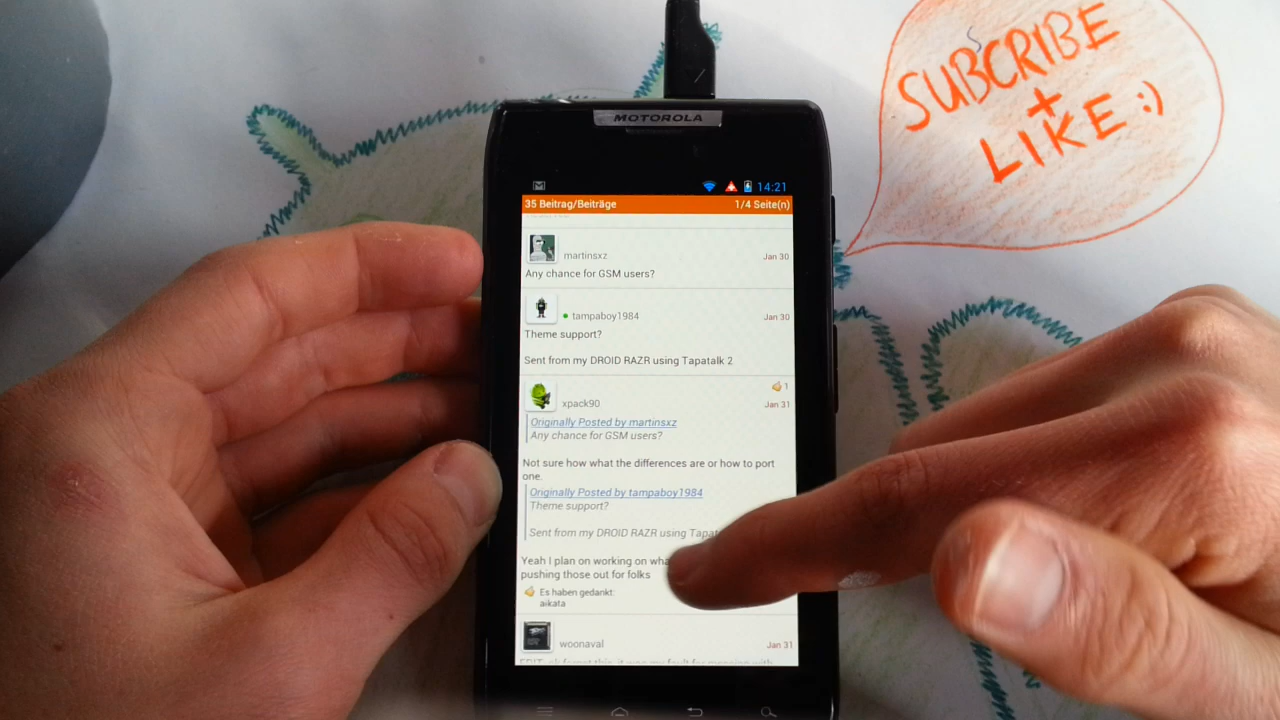 SUBCRIBE
+
LIKE :)
MOTOROLA
14:21
35 Beitrag/Beiträge 1/4 Seite(n)
martinsxz Jan 30
Any chance for GSM users?
tampaboy1984 Jan 30
Theme support?
Sent from my DROID RAZR using Tapatalk 2
1
xpack90 Jan 31
Originally Posted by martinsxz
Any chance for GSM users?
Not sure how what the differences are or how to port
one.
Originally Posted by tampaboy1984
Theme support?
Sent from my DROID RAZR using
Yeah I plan on working on
pushing those out for folks
Es haben gedankt:
aikata
woonaval Jan 31